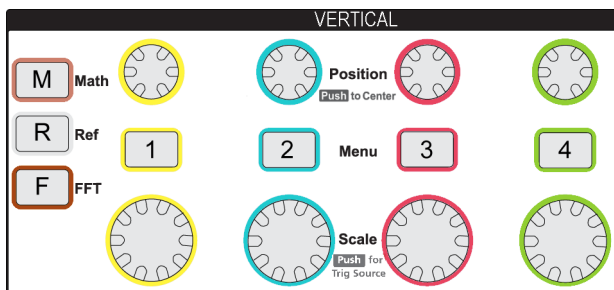 VERTICAL
M Math
Position
Push to Center
R Ref
1 2 Menu 3 4
F FFT
Scale
Push for
Trig Source